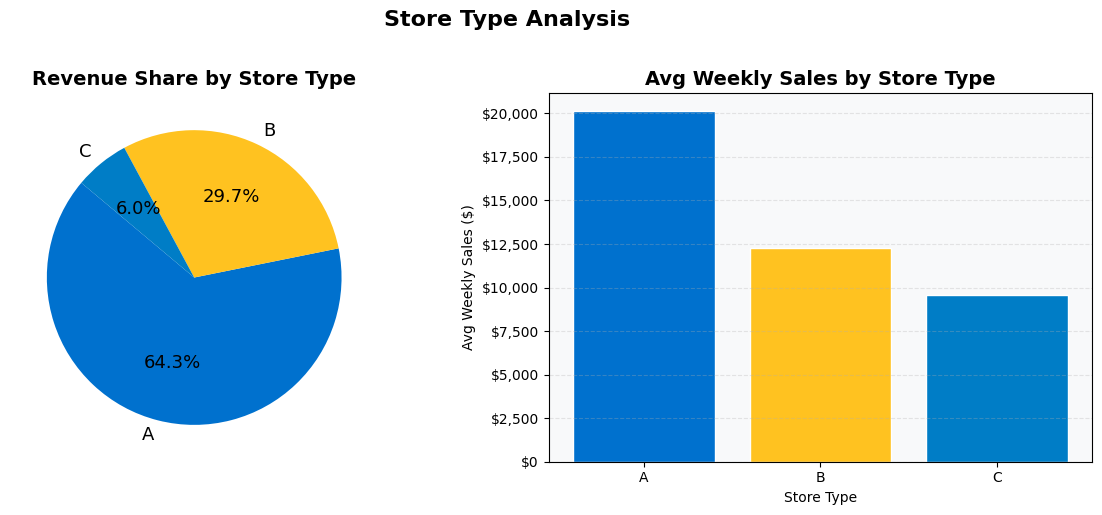 Store Type Analysis
Revenue Share by Store Type
B
C
29.7%
6.0%
64.3%
A
Avg Weekly Sales by Store Type
Avg Weekly Sales ($)
$20,000
$17,500
$15,000
$12,500
$10,000
$7,500
$5,000
$2,500
$0
A B C
Store Type